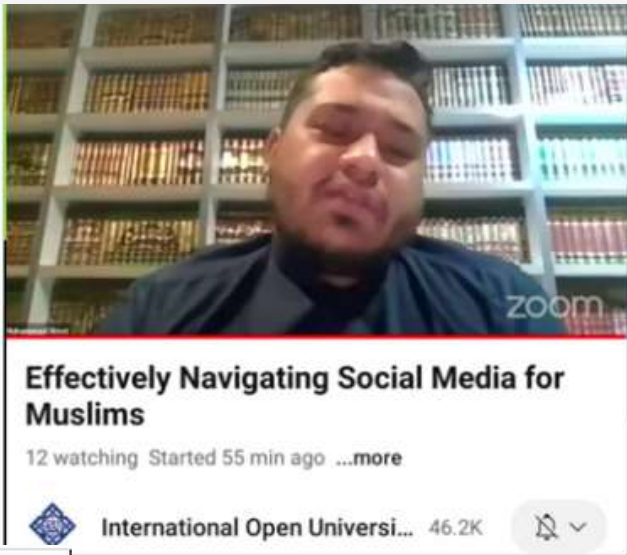 zoom
Effectively Navigating Social Media for
Muslims
12 watching Started 55 min ago ...more
International Open Universi... 46.2K